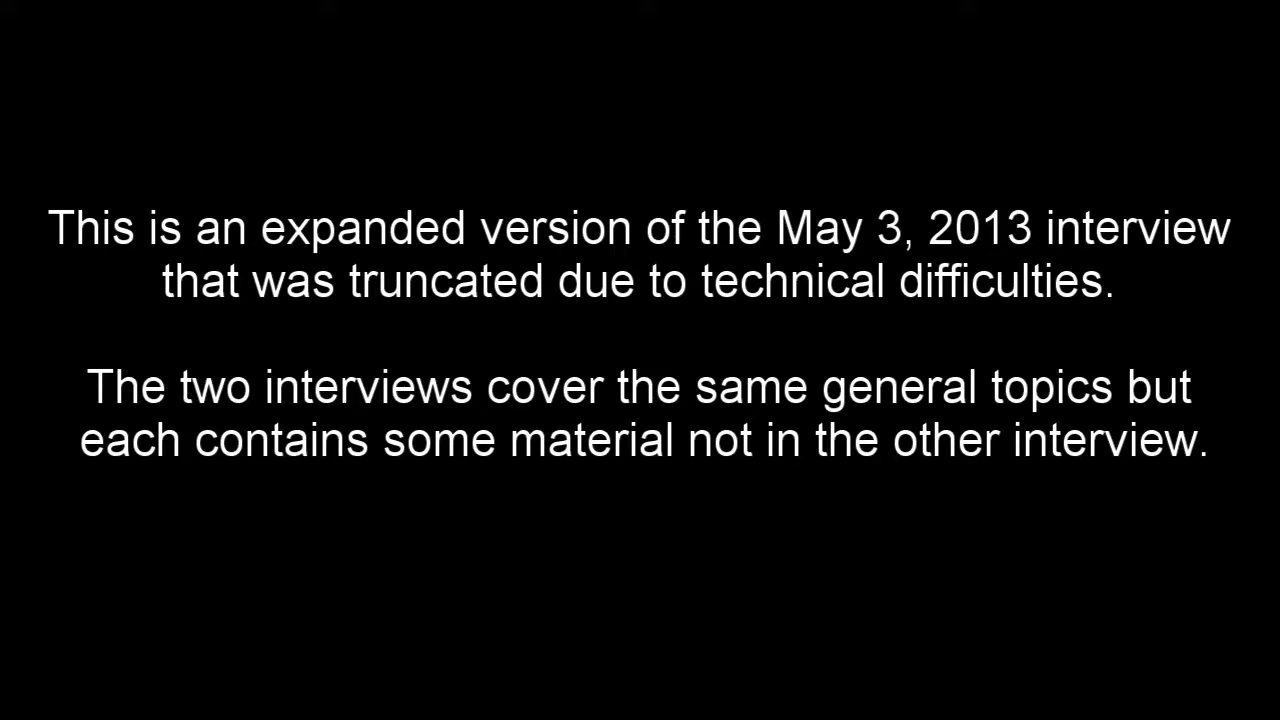 This is an expanded version of the May 3, 2013 interview
that was truncated due to technical difficulties.
The two interviews cover the same general topics but
each contains some material not in the other interview.